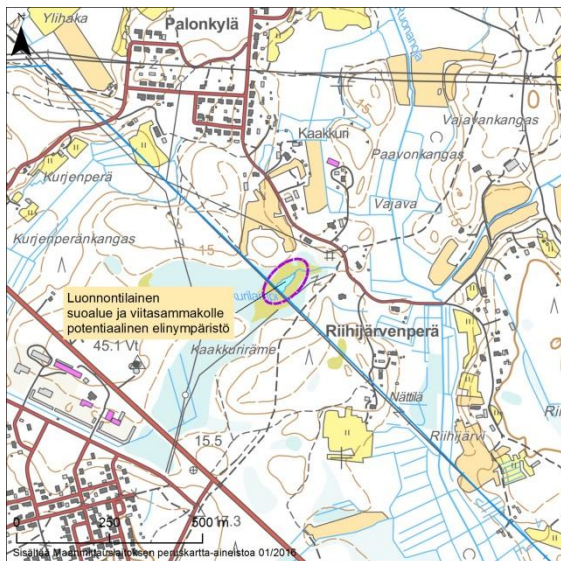 Ylihaka
Palonkylä
Ruonanoja
Kaakkuri
Vajavankangas
Paavonkangas
15
Kurjenperä
Vajava
15
Kurjenperänkangas
Luonnontilainen
suoalue ja viitasammakolle
potentiaalinen elinympäristö
Riihijärvenperä
45.1 Vt
Kaakkuriräme
Nättilä
Riihijärvi
15.5
0 250 500 m
Sisältää Maanmittauslaitoksen peruskartta-aineistoa 01/2016